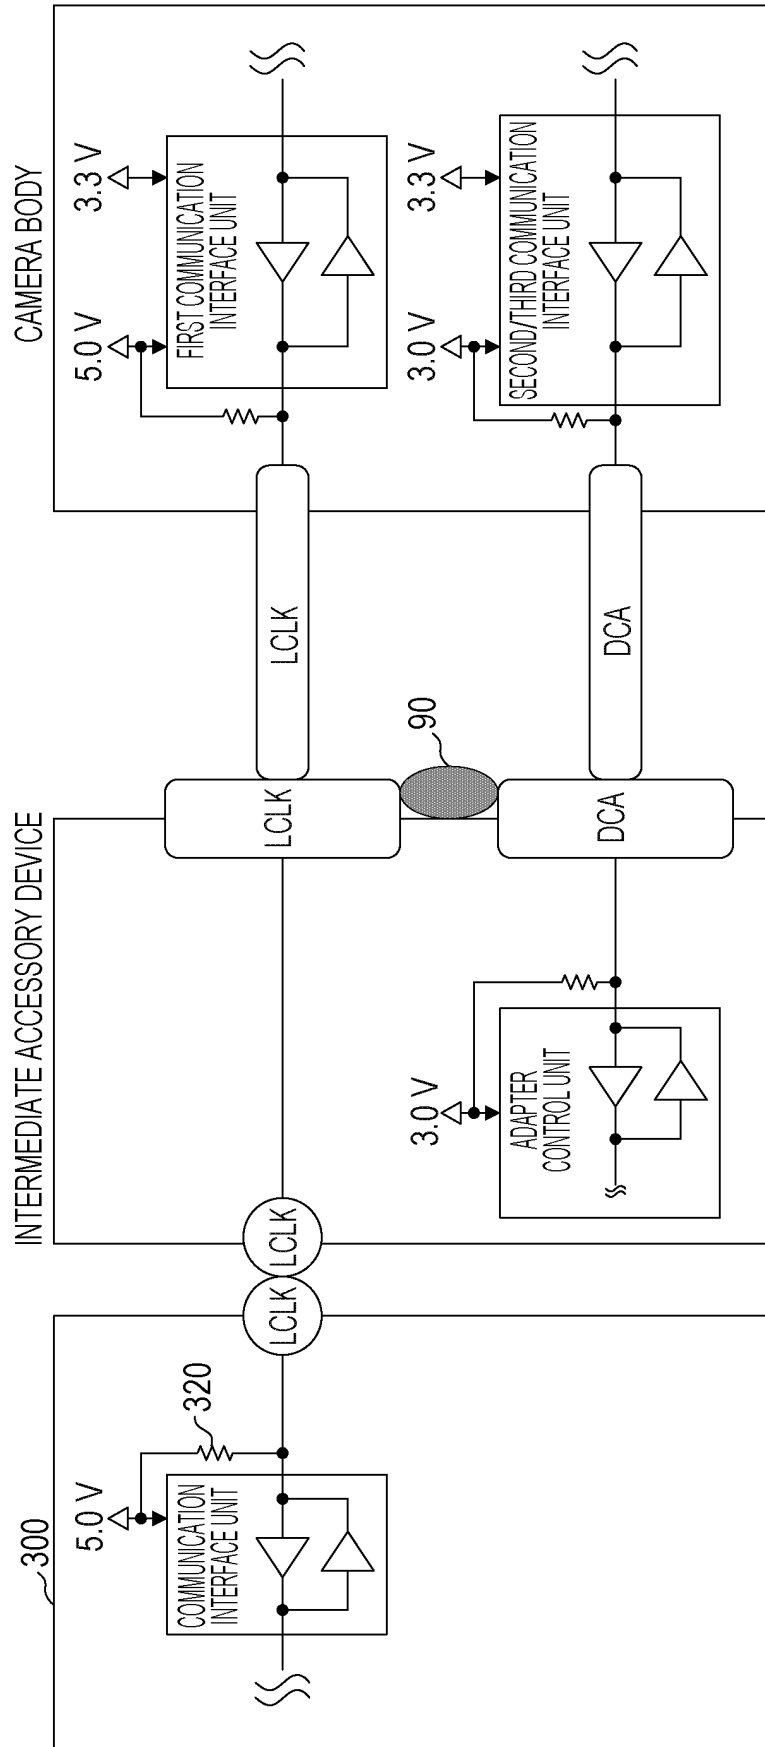 300
5.0 V
320
COMMUNICATION
INTERFACE UNIT
LCLK
INTERMEDIATE ACCESSORY DEVICE
LCLK
LCLK
3.0 V
ADAPTER
CONTROL UNIT
DCA
90
LCLK
DCA
CAMERA BODY
5.0 V
3.3 V
FIRST COMMUNICATION
INTERFACE UNIT
3.0 V
3.3 V
SECOND/THIRD COMMUNICATION
INTERFACE UNIT